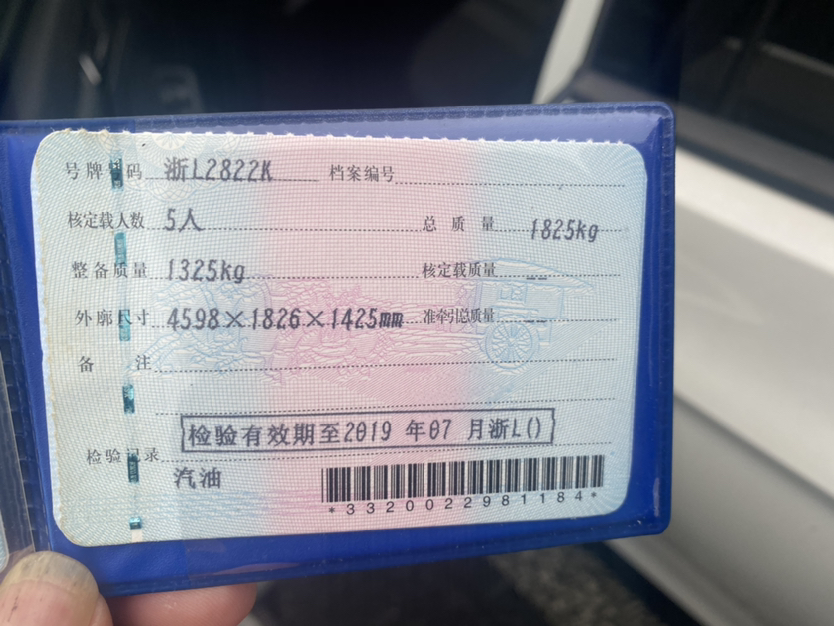 号牌号码 浙L2822K 档案编号
核定载人数 5人 总质量 1825kg
整备质量 1325kg 核定载质量 --
外廓尺寸 4598×1826×1425mm 准牵引总质量 --
备注
检验有效期至2019 年07 月浙L()
检验记录
汽油
*3320022981184*